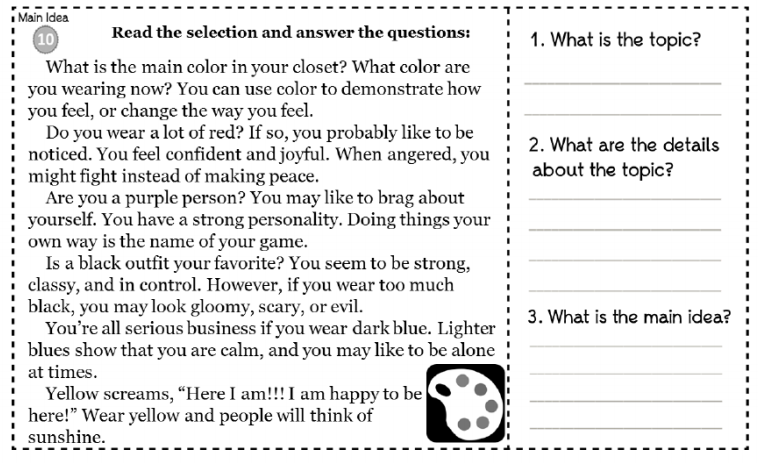 Main Idea
10
Read the selection and answer the questions:
What is the main color in your closet? What color are
you wearing now? You can use color to demonstrate how
you feel, or change the way you feel.
Do you wear a lot of red? If so, you probably like to be
noticed. You feel confident and joyful. When angered, you
might fight instead of making peace.
Are you a purple person? You may like to brag about
yourself. You have a strong personality. Doing things your
own way is the name of your game.
Is a black outfit your favorite? You seem to be strong,
classy, and in control. However, if you wear too much
black, you may look gloomy, scary, or evil.
You're all serious business if you wear dark blue. Lighter
blues show that you are calm, and you may like to be alone
at times.
Yellow screams, “Here I am!!! I am happy to be
here!” Wear yellow and people will think of
sunshine.
1. What is the topic?
2. What are the details
about the topic?
3. What is the main idea?